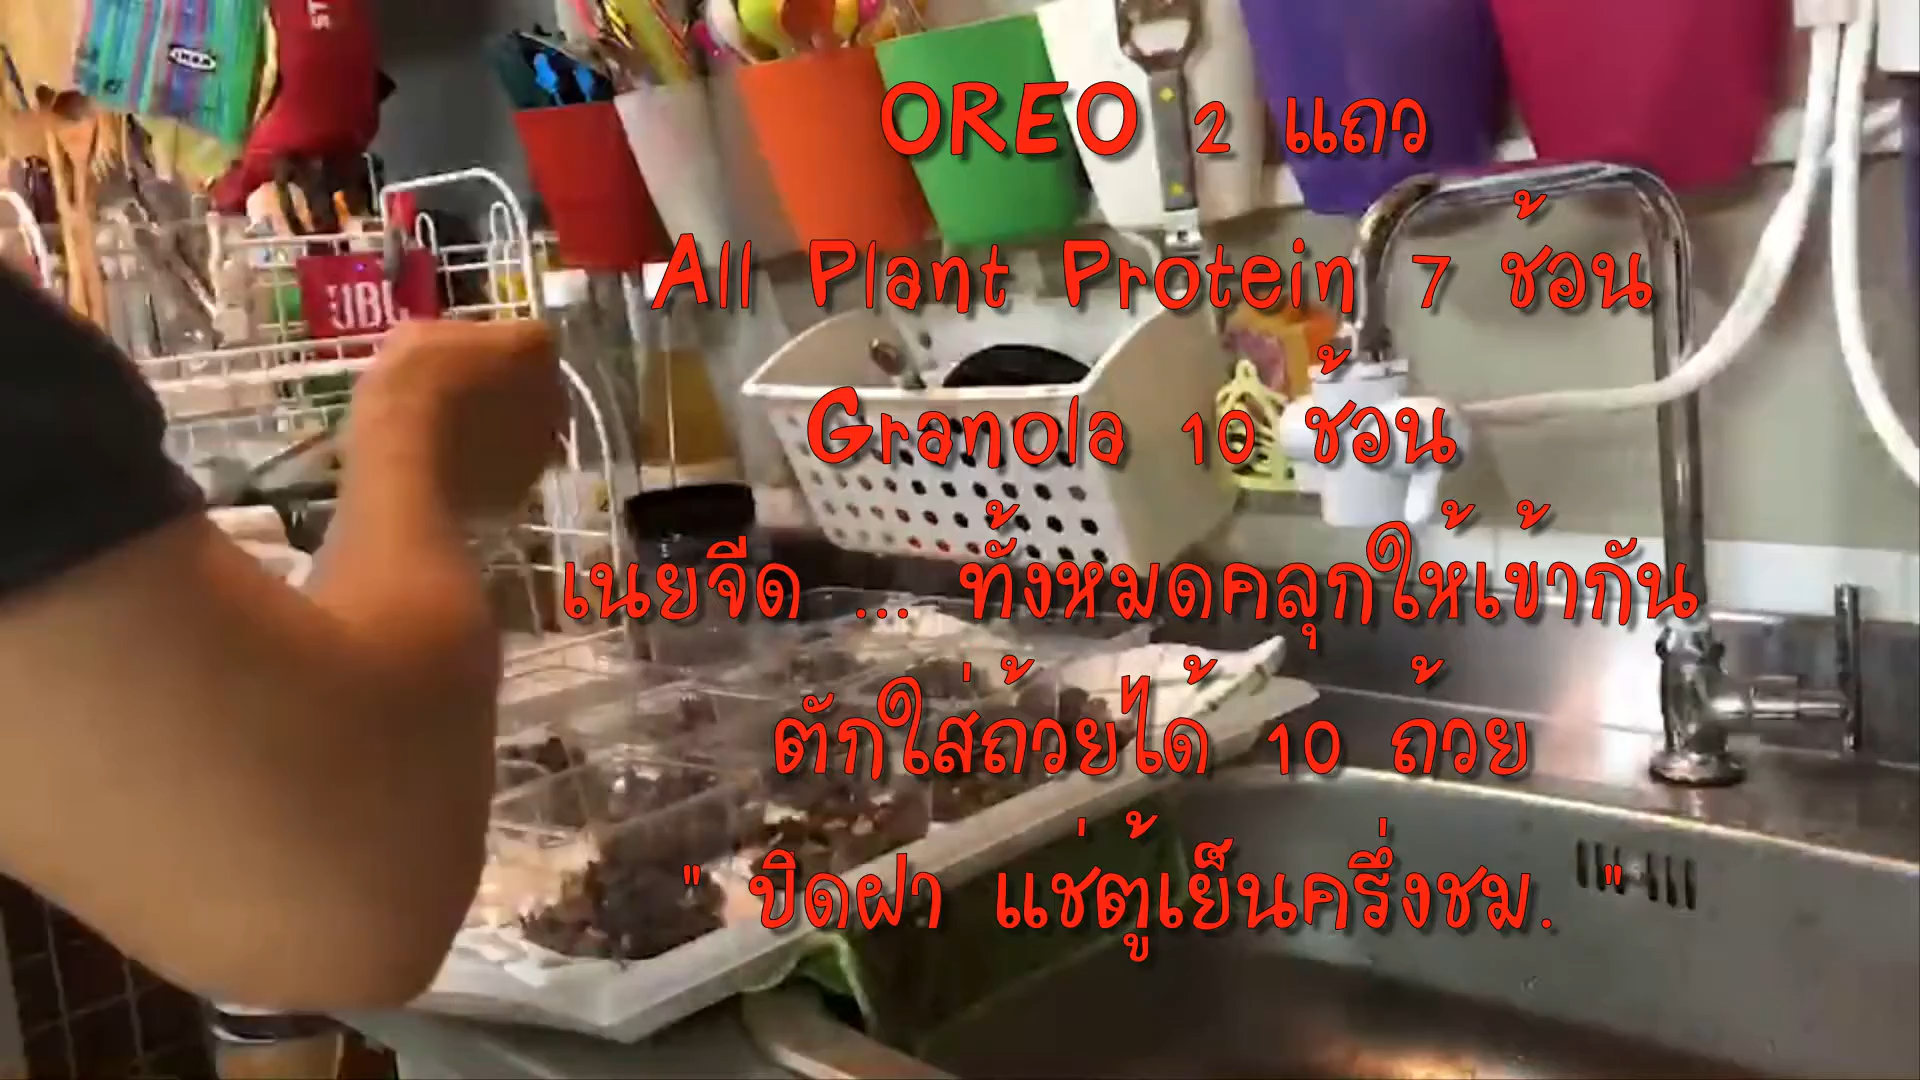 OREO 2 แถว
All Plant Protein 7 ช้อน
Granola 10 ช้อน
เนยจืด ... ทั้งหมดคลุกให้เข้ากัน
ตักใส่ถ้วยได้ 10 ถ้วย
" ปิดฝา แช่ตู้เย็นครึ่งชม. "
JBL